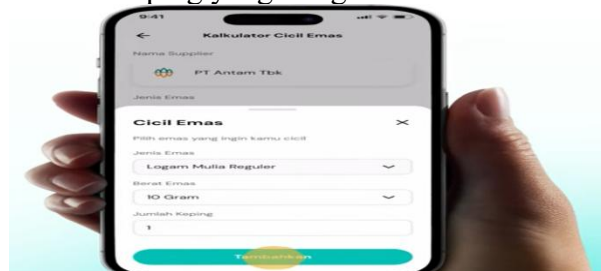 9:41
Kalkulator Cicil Emas
Nama Supplier
PT Antam Tbk
Jenis Emas
Cicil Emas
Pilih emas yang ingin kamu cicil
Jenis Emas
Logam Mulia Reguler
Berat Emas
10 Gram
Jumlah Keping
1
Tambahkan